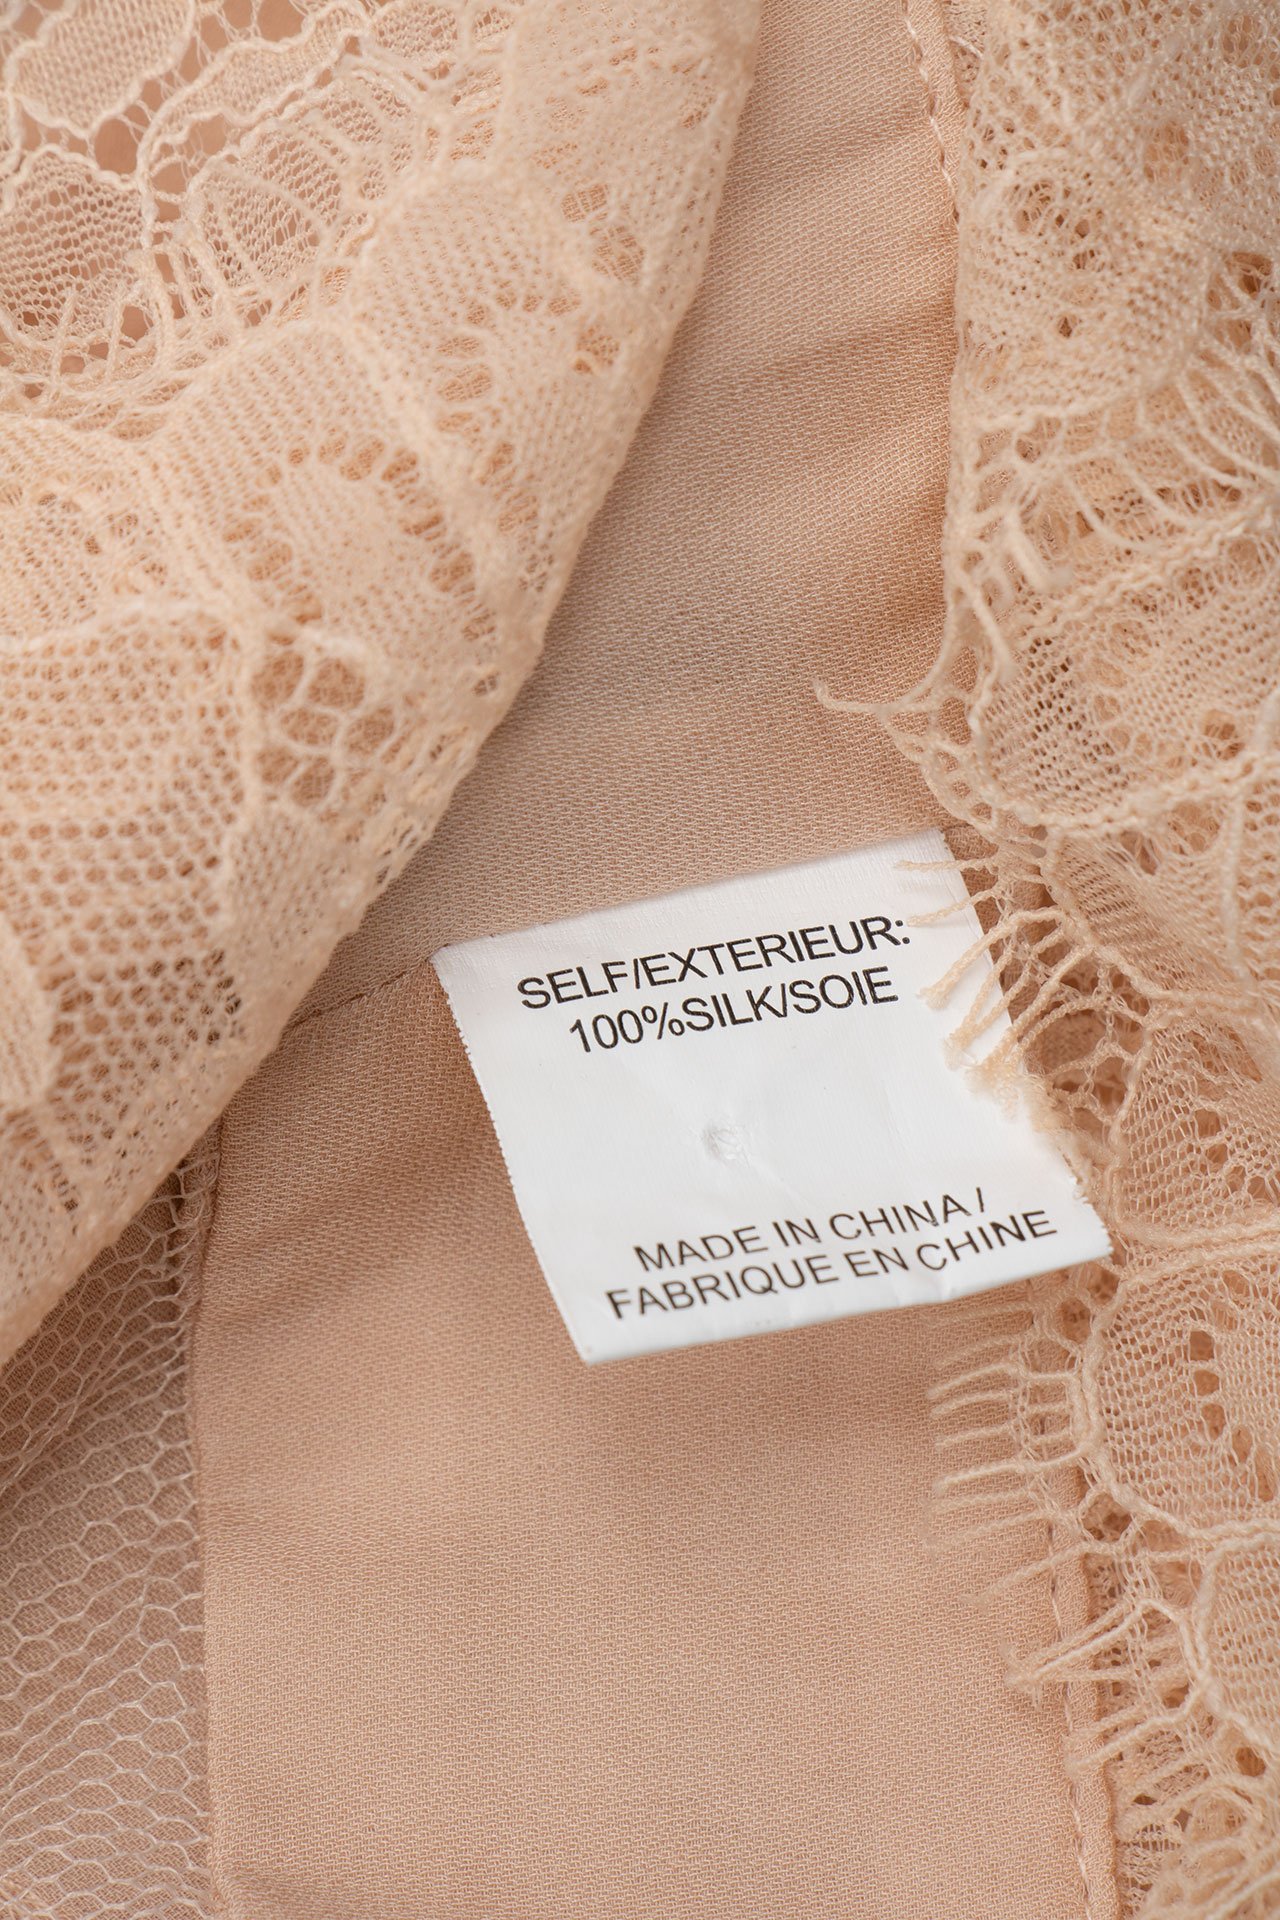 SELF/EXTERIEUR:
100%SILK/SOIE
MADE IN CHINA /
FABRIQUE EN CHINE